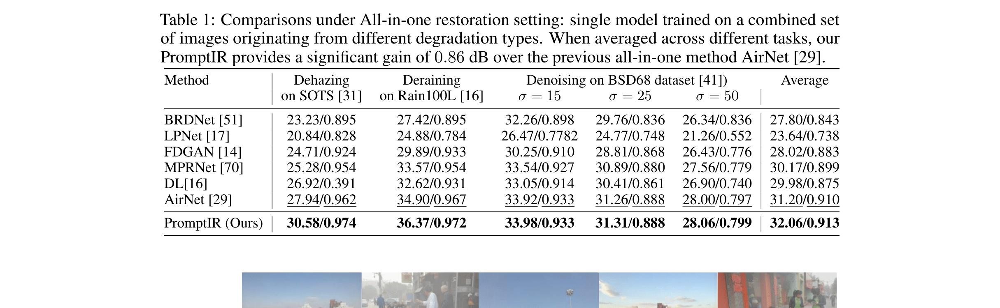 Table 1: Comparisons under All-in-one restoration setting: single model trained on a combined set
of images originating from different degradation types. When averaged across different tasks, our
PromptIR provides a significant gain of 0.86 dB over the previous all-in-one method AirNet [29].
Method Dehazing Deraining Denoising on BSD68 dataset [41]) Average
on SOTS [31] on Rain100L [16] σ = 15 σ = 25 σ = 50
BRDNet [51] 23.23/0.895 27.42/0.895 32.26/0.898 29.76/0.836 26.34/0.836 27.80/0.843
LPNet [17] 20.84/0.828 24.88/0.784 26.47/0.7782 24.77/0.748 21.26/0.552 23.64/0.738
FDGAN [14] 24.71/0.924 29.89/0.933 30.25/0.910 28.81/0.868 26.43/0.776 28.02/0.883
MPRNet [70] 25.28/0.954 33.57/0.954 33.54/0.927 30.89/0.880 27.56/0.779 30.17/0.899
DL[16] 26.92/0.391 32.62/0.931 33.05/0.914 30.41/0.861 26.90/0.740 29.98/0.875
AirNet [29] 27.94/0.962 34.90/0.967 33.92/0.933 31.26/0.888 28.00/0.797 31.20/0.910
PromptIR (Ours) 30.58/0.974 36.37/0.972 33.98/0.933 31.31/0.888 28.06/0.799 32.06/0.913